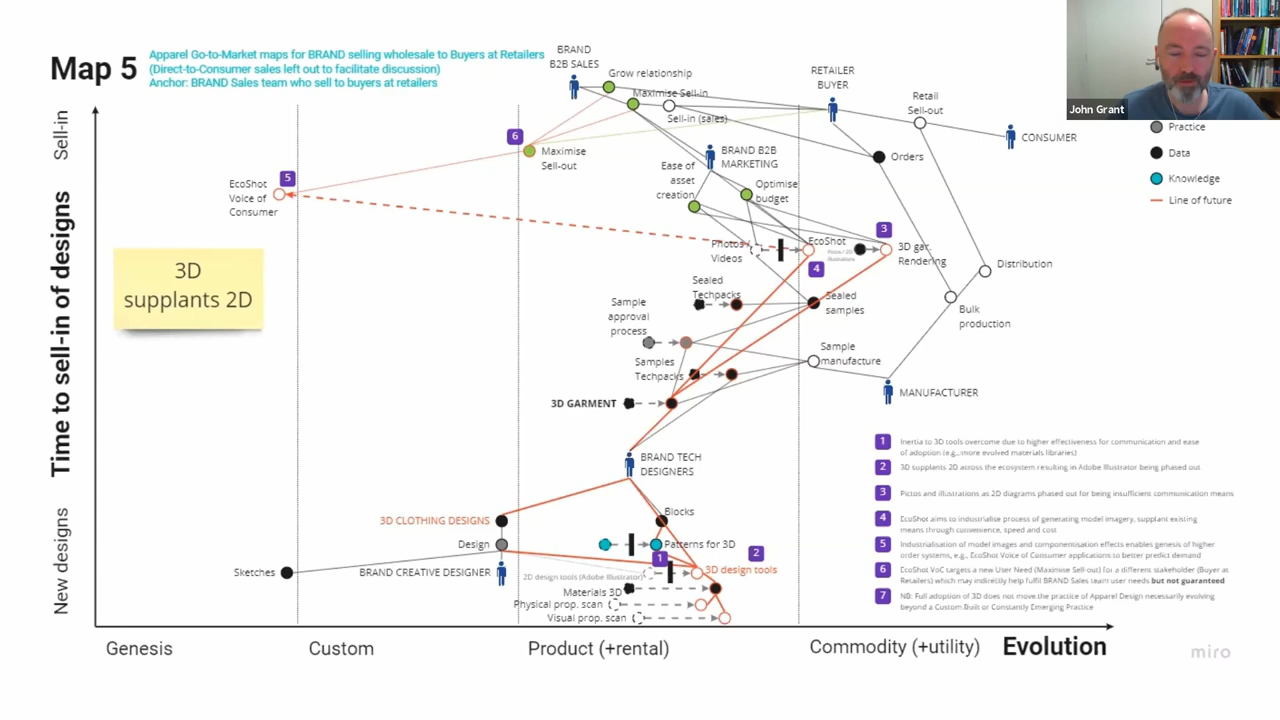 Map 5
Apparel Go-to-Market maps for BRAND selling wholesale to Buyers at Retailers
(Direct-to-Consumer sales left out to facilitate discussion)
Anchor: BRAND Sales team who sell to buyers at retailers
BRAND
B2B SALES
Grow relationship
Maximise Sell-in
Sell-in (sales)
RETAILER
BUYER
Retail
Sell-out
CONSUMER
John Grant
Practice
Data
Knowledge
Line of future
Sell-in
Time to sell-in of designs
New designs
6
Maximise
Sell-out
5
EcoShot
Voice of
Consumer
BRAND B2B
MARKETING
Orders
Ease of
asset
creation
Optimise
budget
3D
supplants 2D
Photos /
Videos
EcoShot
Pictos / 2D
illustrations
4
3
3D gar.
Rendering
Distribution
Sealed
Techpacks
Sealed
samples
Bulk
production
Sample
approval
process
Sample
manufacture
Samples
Techpacks
MANUFACTURER
3D GARMENT
BRAND TECH
DESIGNERS
3D CLOTHING DESIGNS
Blocks
Design
Patterns for 3D
1
2
Sketches
BRAND CREATIVE DESIGNER
2D design tools (Adobe Illustrator)
3D design tools
Materials 3D
Physical prop. scan
Visual prop. scan
1
Inertia to 3D tools overcome due to higher effectiveness for communication and ease
of adoption (e.g., more evolved materials libraries)
2
3D supplants 2D across the ecosystem resulting in Adobe Illustrator being phased out
3
Pictos and illustrations as 2D diagrams phased out for being insufficient communication means
4
EcoShot aims to industrialise process of generating model imagery, supplant existing
means through convenience, speed and cost
5
Industrialisation of model images and componentisation effects enables genesis of higher
order systems, e.g., EcoShot Voice of Consumer applications to better predict demand
6
EcoShot VoC targets a new User Need (Maximise Sell-out) for a different stakeholder (Buyer at
Retailers) which may indirectly help fulfil BRAND Sales team user needs but not guaranteed
7
NB: Full adoption of 3D does not move the practice of Apparel Design necessarily evolving
beyond a Custom Built or Constantly Emerging Practice
Genesis
Custom
Product (+rental)
Commodity (+utility)
Evolution
miro